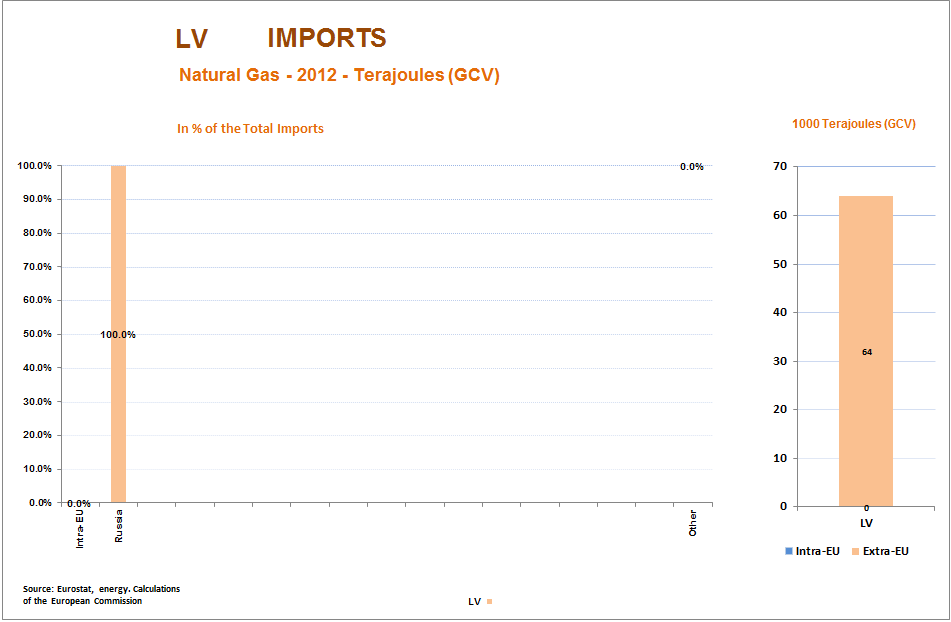 LV IMPORTS
Natural Gas - 2012 - Terajoules (GCV)
In % of the Total Imports
100.0%
90.0%
80.0%
70.0%
60.0%
50.0%
40.0%
30.0%
20.0%
10.0%
0.0%
0.0%
100.0%
0.0%
Intra-EU
Russia
Other
LV
Source: Eurostat, energy. Calculations
of the European Commission
1000 Terajoules (GCV)
70
60
50
40
30
20
10
0
64
0
LV
Intra-EU Extra-EU